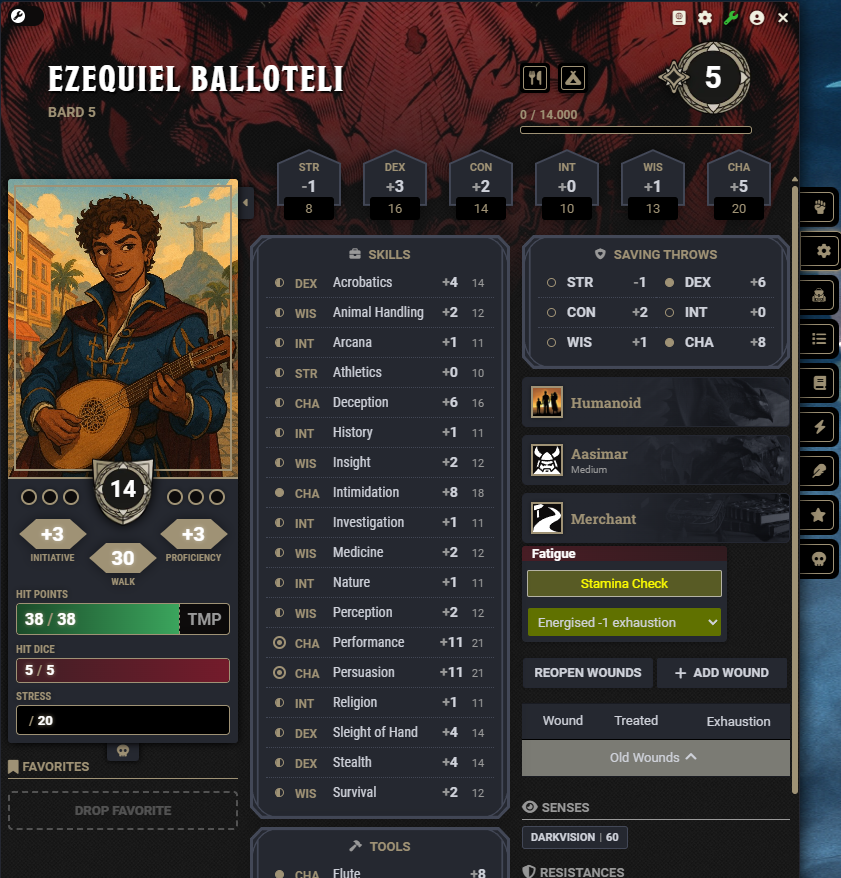 EZEQUIEL BALLOTELI
BARD 5
5
0 / 14.000
STR DEX CON INT WIS CHA
-1 +3 +2 +0 +1 +5
8 16 14 10 13 20
14
+3 +3
INITIATIVE PROFICIENCY
30
WALK
HIT POINTS
38 / 38 TMP
HIT DICE
5 / 5
STRESS
/ 20
FAVORITES
DROP FAVORITE
SKILLS
DEX Acrobatics +4 14
WIS Animal Handling +2 12
INT Arcana +1 11
STR Athletics +0 10
CHA Deception +6 16
INT History +1 11
WIS Insight +2 12
CHA Intimidation +8 18
INT Investigation +1 11
WIS Medicine +2 12
INT Nature +1 11
WIS Perception +2 12
CHA Performance +11 21
CHA Persuasion +11 21
INT Religion +1 11
DEX Sleight of Hand +4 14
DEX Stealth +4 14
WIS Survival +2 12
TOOLS
CHA Flute +8
SAVING THROWS
STR -1 DEX +6
CON +2 INT +0
WIS +1 CHA +8
Humanoid
Aasimar
Medium
Merchant
Fatigue
Stamina Check
Energised -1 exhaustion
REOPEN WOUNDS + ADD WOUND
Wound Treated Exhaustion
Old Wounds
SENSES
DARKVISION | 60
RESISTANCES